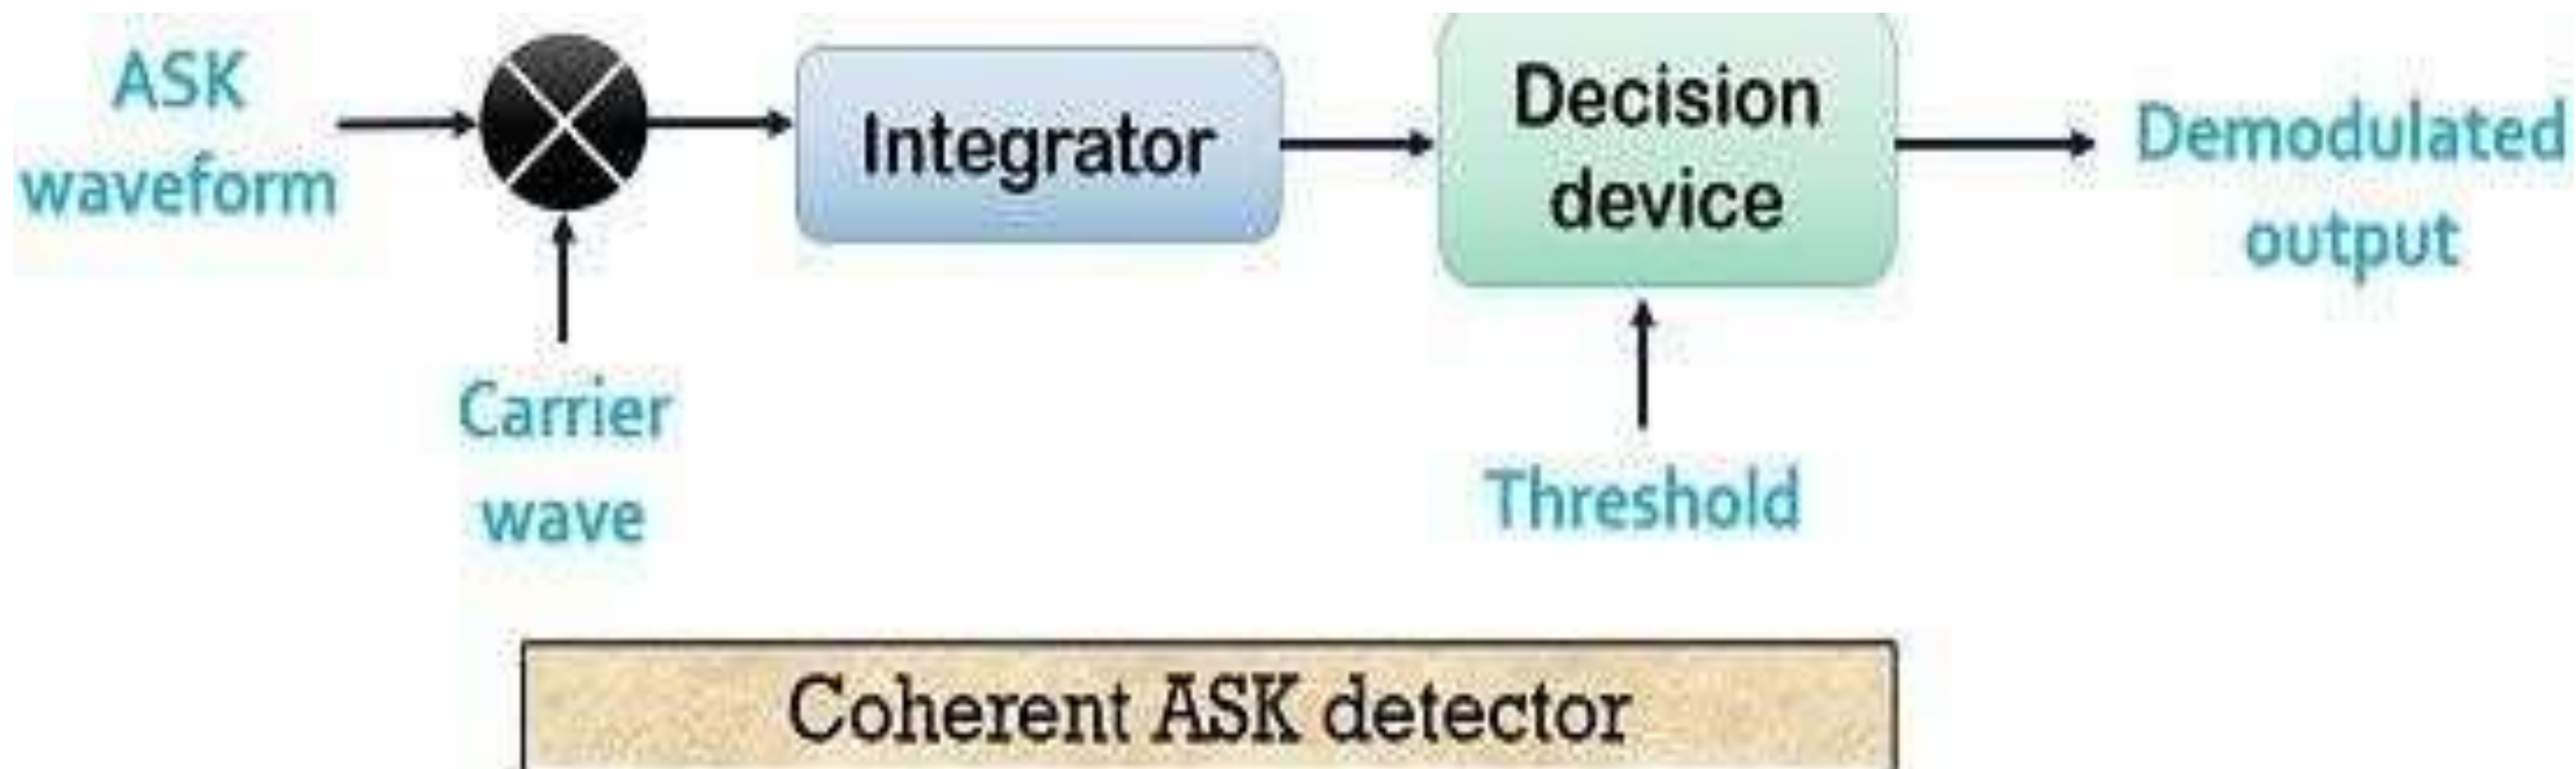 ASK
waveform
Integrator
Decision
device
Demodulated
output
Carrier
wave
Threshold
Coherent ASK detector